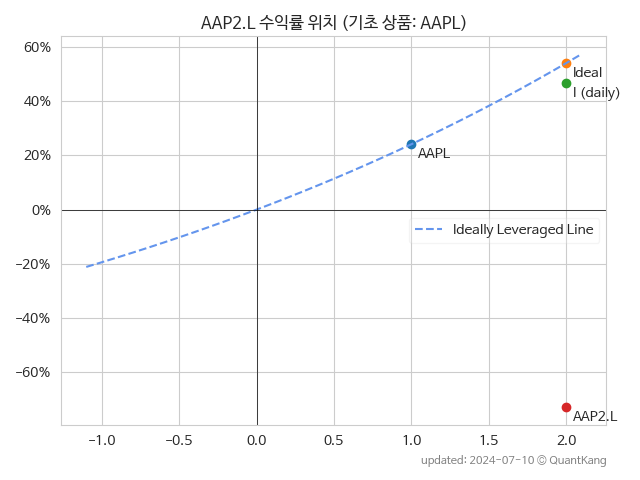 AAP2.L 수익률 위치 (기초 상품: AAPL)
60%
Ideal
I (daily)
40%
20%
AAPL
0%
Ideally Leveraged Line
−20%
−40%
−60%
AAP2.L
−1.0 −0.5 0.0 0.5 1.0 1.5 2.0
updated: 2024-07-10 © QuantKang